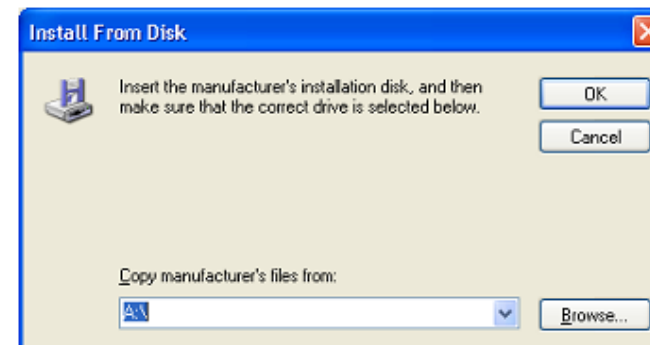 Install From Disk
Insert the manufacturer's installation disk, and then
make sure that the correct drive is selected below.
OK
Cancel
Copy manufacturer's files from:
A:\
Browse...